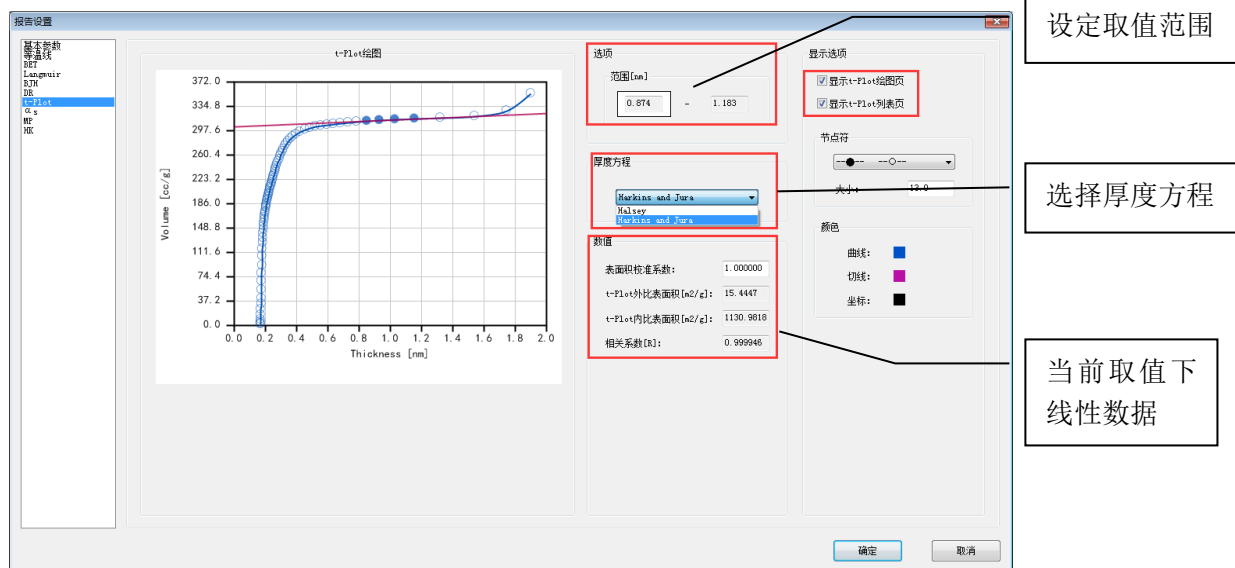 报告设置
基本参数
等温线
BET
Langmuir
BJH
DR
t-Plot
αs
MP
HK
t-Plot绘图
372.0
334.8
297.6
260.4
223.2
186.0
148.8
111.6
74.4
37.2
0.0
Volume [cc/g]
0.0 0.2 0.4 0.6 0.8 1.0 1.2 1.4 1.6 1.8 2.0
Thickness [nm]
选项
范围[nm]
0.874 - 1.183
厚度方程
Harkins and Jura
Halsey
Harkins and Jura
数值
表面积校准系数: 1.000000
t-Plot外比表面积[m2/g]: 15.4447
t-Plot内比表面积[m2/g]: 1130.9818
相关系数[R]: 0.999946
显示选项
显示t-Plot绘图页
显示t-Plot列表页
节点符
大小: 13.0
颜色
曲线:
切线:
坐标:
确定 取消
设定取值范围
选择厚度方程
当前取值下
线性数据